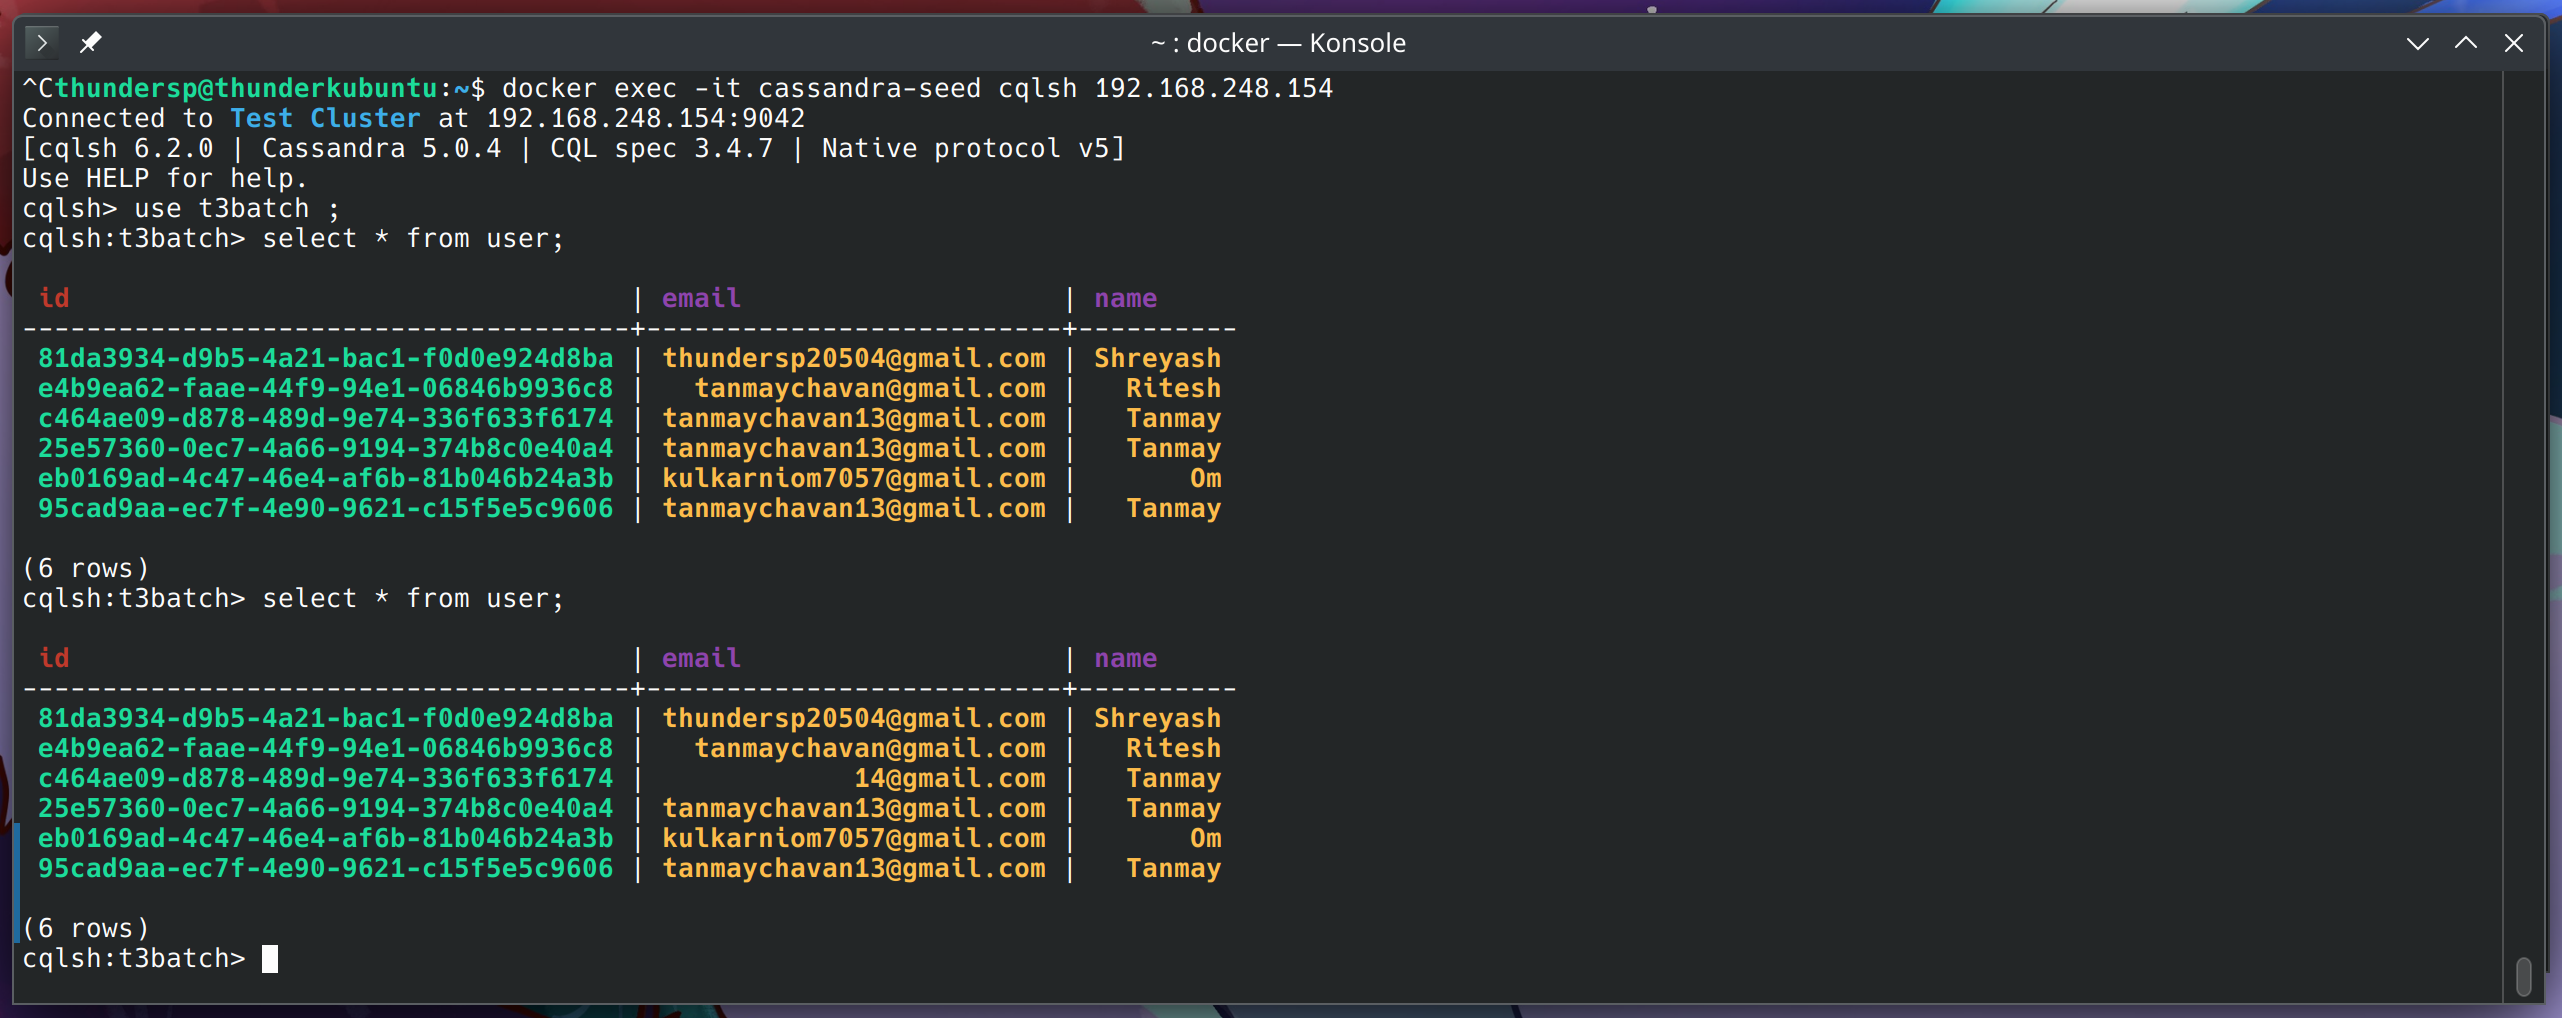 ~ : docker — Konsole
^Cthundersp@thunderkubuntu:~$ docker exec -it cassandra-seed cqlsh 192.168.248.154
Connected to Test Cluster at 192.168.248.154:9042
[cqlsh 6.2.0 | Cassandra 5.0.4 | CQL spec 3.4.7 | Native protocol v5]
Use HELP for help.
cqlsh> use t3batch ;
cqlsh:t3batch> select * from user;

 id                                   | email                    | name
--------------------------------------+--------------------------+----------
 81da3934-d9b5-4a21-bac1-f0d0e924d8ba | thundersp20504@gmail.com | Shreyash
 e4b9ea62-faae-44f9-94e1-06846b9936c8 |   tanmaychavan@gmail.com |   Ritesh
 c464ae09-d878-489d-9e74-336f633f6174 | tanmaychavan13@gmail.com |   Tanmay
 25e57360-0ec7-4a66-9194-374b8c0e40a4 | tanmaychavan13@gmail.com |   Tanmay
 eb0169ad-4c47-46e4-af6b-81b046b24a3b | kulkarniom7057@gmail.com |       Om
 95cad9aa-ec7f-4e90-9621-c15f5e5c9606 | tanmaychavan13@gmail.com |   Tanmay

(6 rows)
cqlsh:t3batch> select * from user;

 id                                   | email                    | name
--------------------------------------+--------------------------+----------
 81da3934-d9b5-4a21-bac1-f0d0e924d8ba | thundersp20504@gmail.com | Shreyash
 e4b9ea62-faae-44f9-94e1-06846b9936c8 |   tanmaychavan@gmail.com |   Ritesh
 c464ae09-d878-489d-9e74-336f633f6174 |             14@gmail.com |   Tanmay
 25e57360-0ec7-4a66-9194-374b8c0e40a4 | tanmaychavan13@gmail.com |   Tanmay
 eb0169ad-4c47-46e4-af6b-81b046b24a3b | kulkarniom7057@gmail.com |       Om
 95cad9aa-ec7f-4e90-9621-c15f5e5c9606 | tanmaychavan13@gmail.com |   Tanmay

(6 rows)
cqlsh:t3batch>